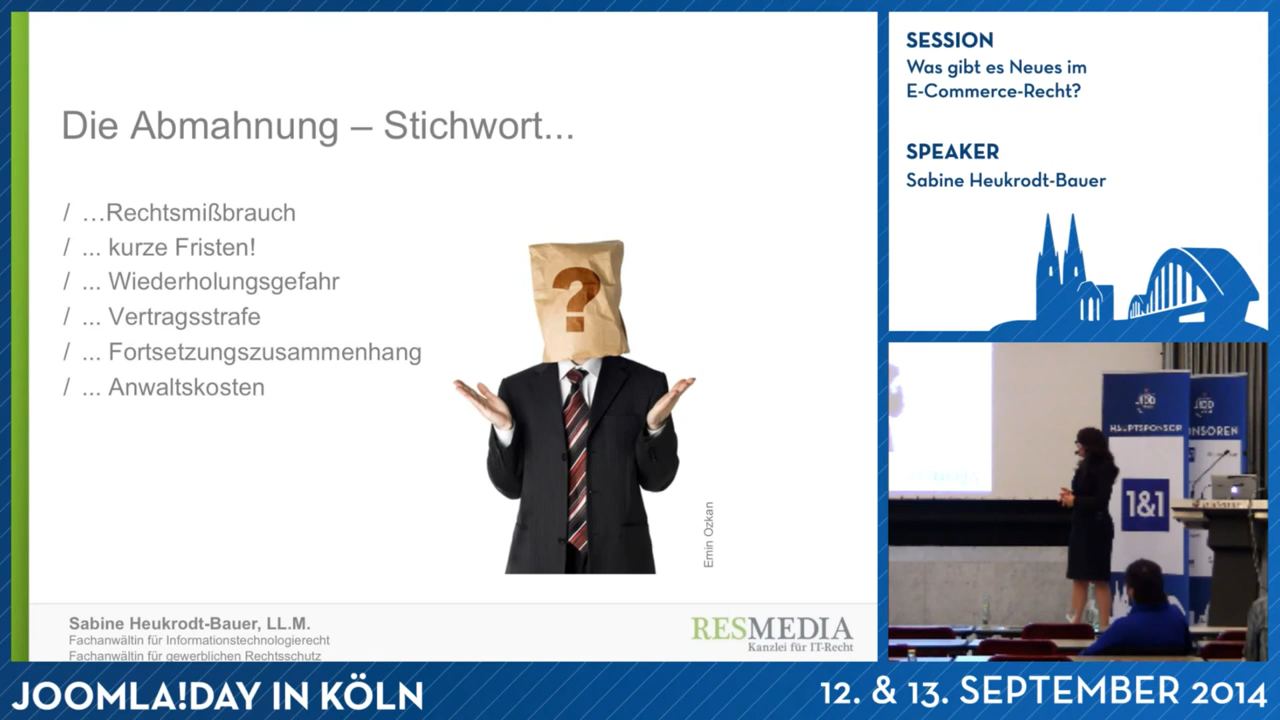 Die Abmahnung – Stichwort...
/ …Rechtsmißbrauch
/ ... kurze Fristen!
/ ... Wiederholungsgefahr
/ ... Vertragsstrafe
/ ... Fortsetzungszusammenhang
/ ... Anwaltskosten
?
Emin Ozkan
Sabine Heukrodt-Bauer, LL.M.
Fachanwältin für Informationstechnologierecht
Fachanwältin für gewerblichen Rechtsschutz
RESMEDIA
Kanzlei für IT-Recht
SESSION
Was gibt es Neues im
E-Commerce-Recht?
SPEAKER
Sabine Heukrodt-Bauer
HAUPTSPONSOR
NSOREN
1&1
JOOMLA!DAY IN KÖLN
12. & 13. SEPTEMBER 2014